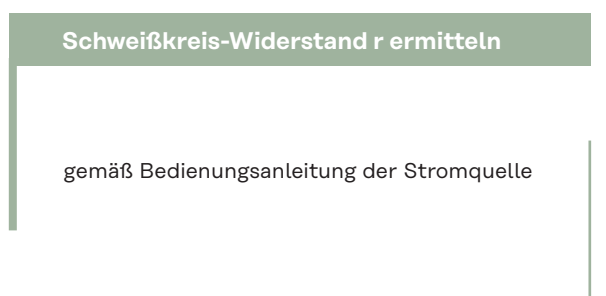 Schweißkreis-Widerstand r ermitteln
gemäß Bedienungsanleitung der Stromquelle